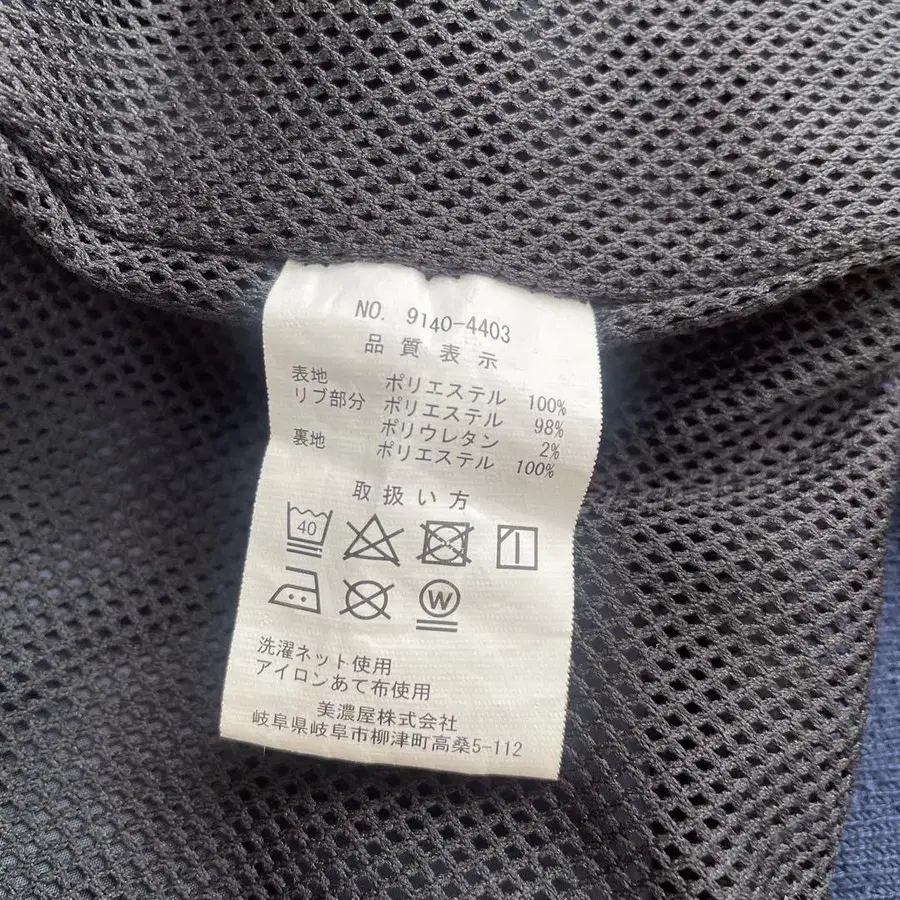 NO. 9140-4403
品質表示
表地 ポリエステル 100%
リブ部分 ポリエステル 98%
ポリウレタン 2%
裏地 ポリエステル 100%
取扱い方
40
W
洗濯ネット使用
アイロンあて布使用
美濃屋株式会社
岐阜県岐阜市柳津町高桑5-112